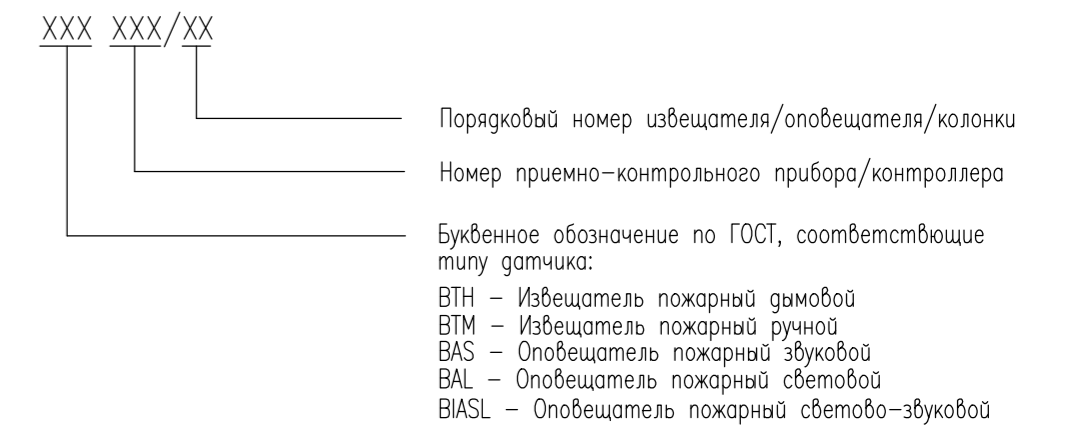 XXX XXX/XX
Порядковый номер извещателя/оповещателя/колонки
Номер приемно-контрольного прибора/контроллера
Буквенное обозначение по ГОСТ, соответствющие
типу датчика:
BTH – Извещатель пожарный дымовой
BTM – Извещатель пожарный ручной
BAS – Оповещатель пожарный звуковой
BAL – Оповещатель пожарный световой
BIASL – Оповещатель пожарный светово-звуковой